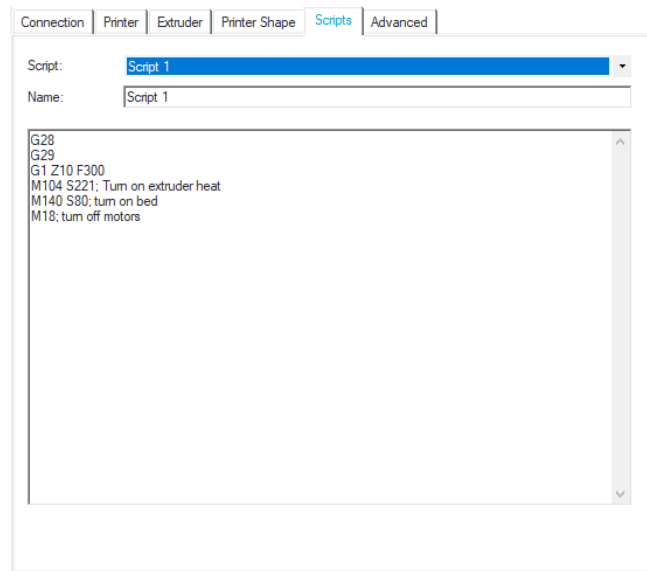 Connection Printer Extruder Printer Shape Scripts Advanced
Script: Script 1
Name: Script 1
G28
G29
G1 Z10 F300
M104 S221; Turn on extruder heat
M140 S80; turn on bed
M18; turn off motors